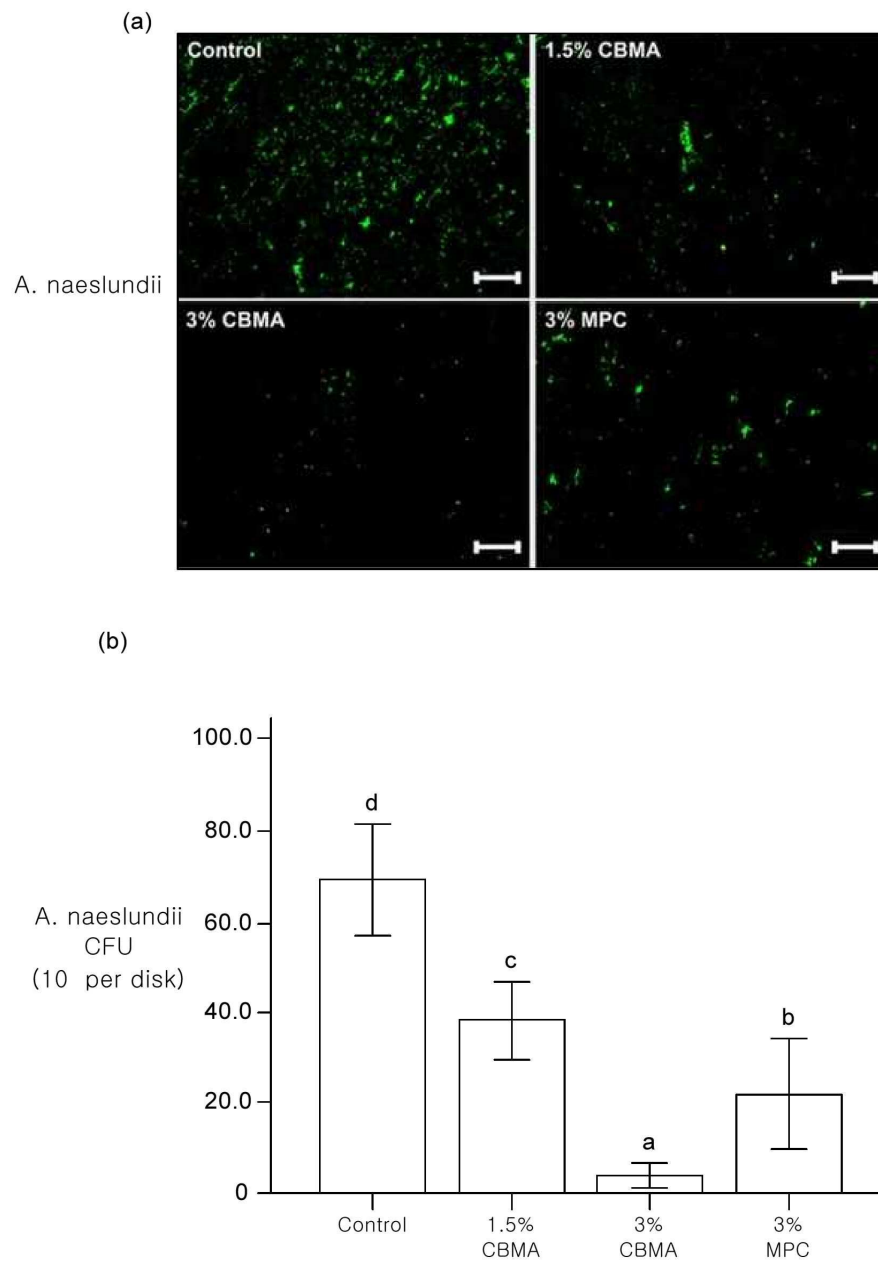 (a)
Control
1.5% CBMA
A. naeslundii
3% CBMA
3% MPC
(b)
100.0
80.0
60.0
40.0
20.0
0
A. naeslundii
CFU
(10 per disk)
d
c
a
b
Control
1.5%
CBMA
3%
CBMA
3%
MPC